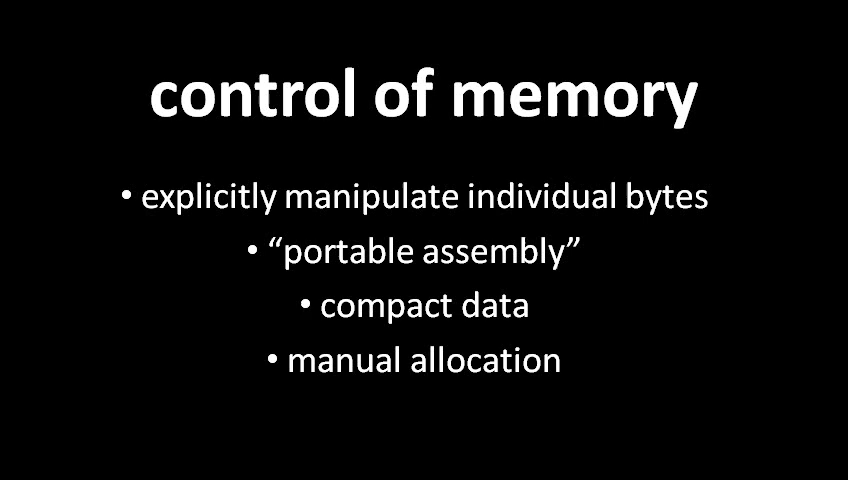 control of memory
• explicitly manipulate individual bytes
• “portable assembly”
• compact data
• manual allocation